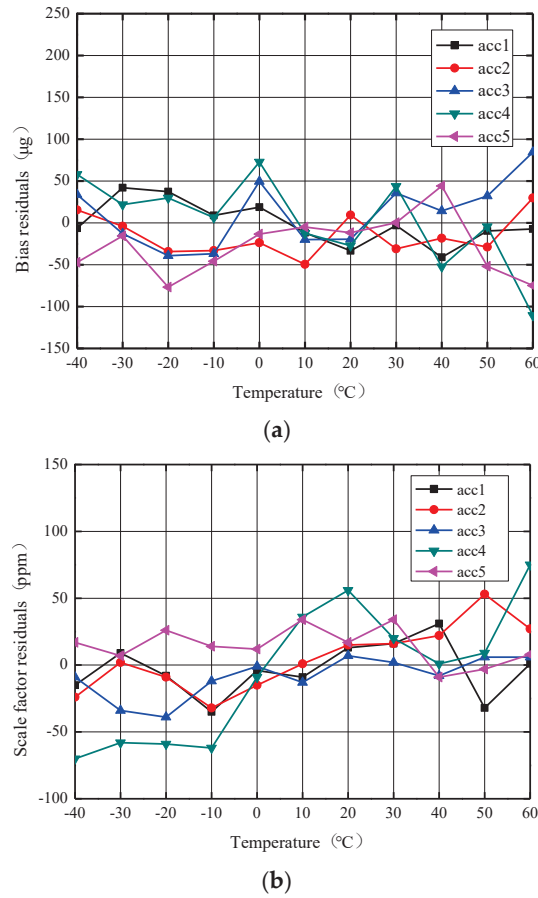 250
200
150
100
50
0
-50
-100
-150
Bias residuals （μg）
acc1
acc2
acc3
acc4
acc5
-40 -30 -20 -10 0 10 20 30 40 50 60
Temperature （°C）
(a)
150
100
50
0
-50
-100
Scale factor residuals （ppm）
acc1
acc2
acc3
acc4
acc5
-40 -30 -20 -10 0 10 20 30 40 50 60
Temperature （°C）
(b)